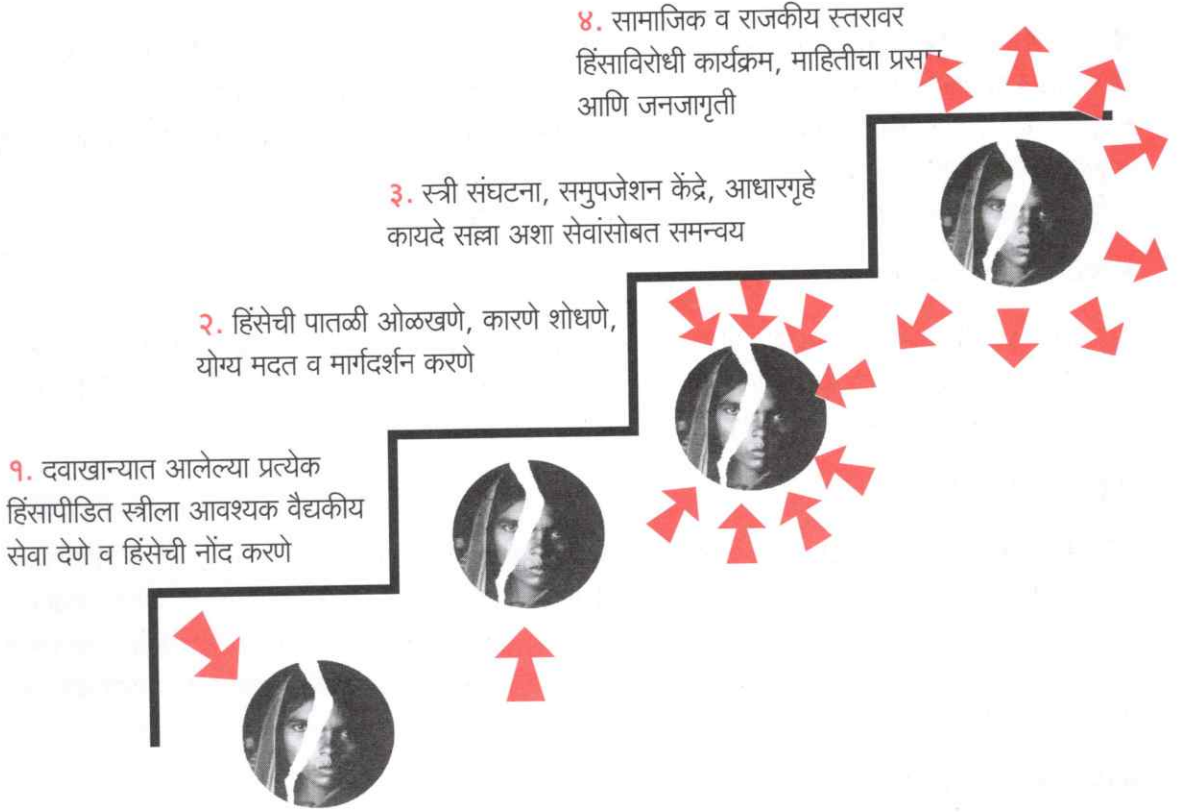 ४. सामाजिक व राजकीय स्तरावर
हिंसाविरोधी कार्यक्रम, माहितीचा प्रसार
आणि जनजागृती
३. स्त्री संघटना, समुपजेशन केंद्रे, आधारगृहे
कायदे सल्ला अशा सेवांसोबत समन्वय
२. हिंसेची पातळी ओळखणे, कारणे शोधणे,
योग्य मदत व मार्गदर्शन करणे
१. दवाखान्यात आलेल्या प्रत्येक
हिंसापीडित स्त्रीला आवश्यक वैद्यकीय
सेवा देणे व हिंसेची नोंद करणे